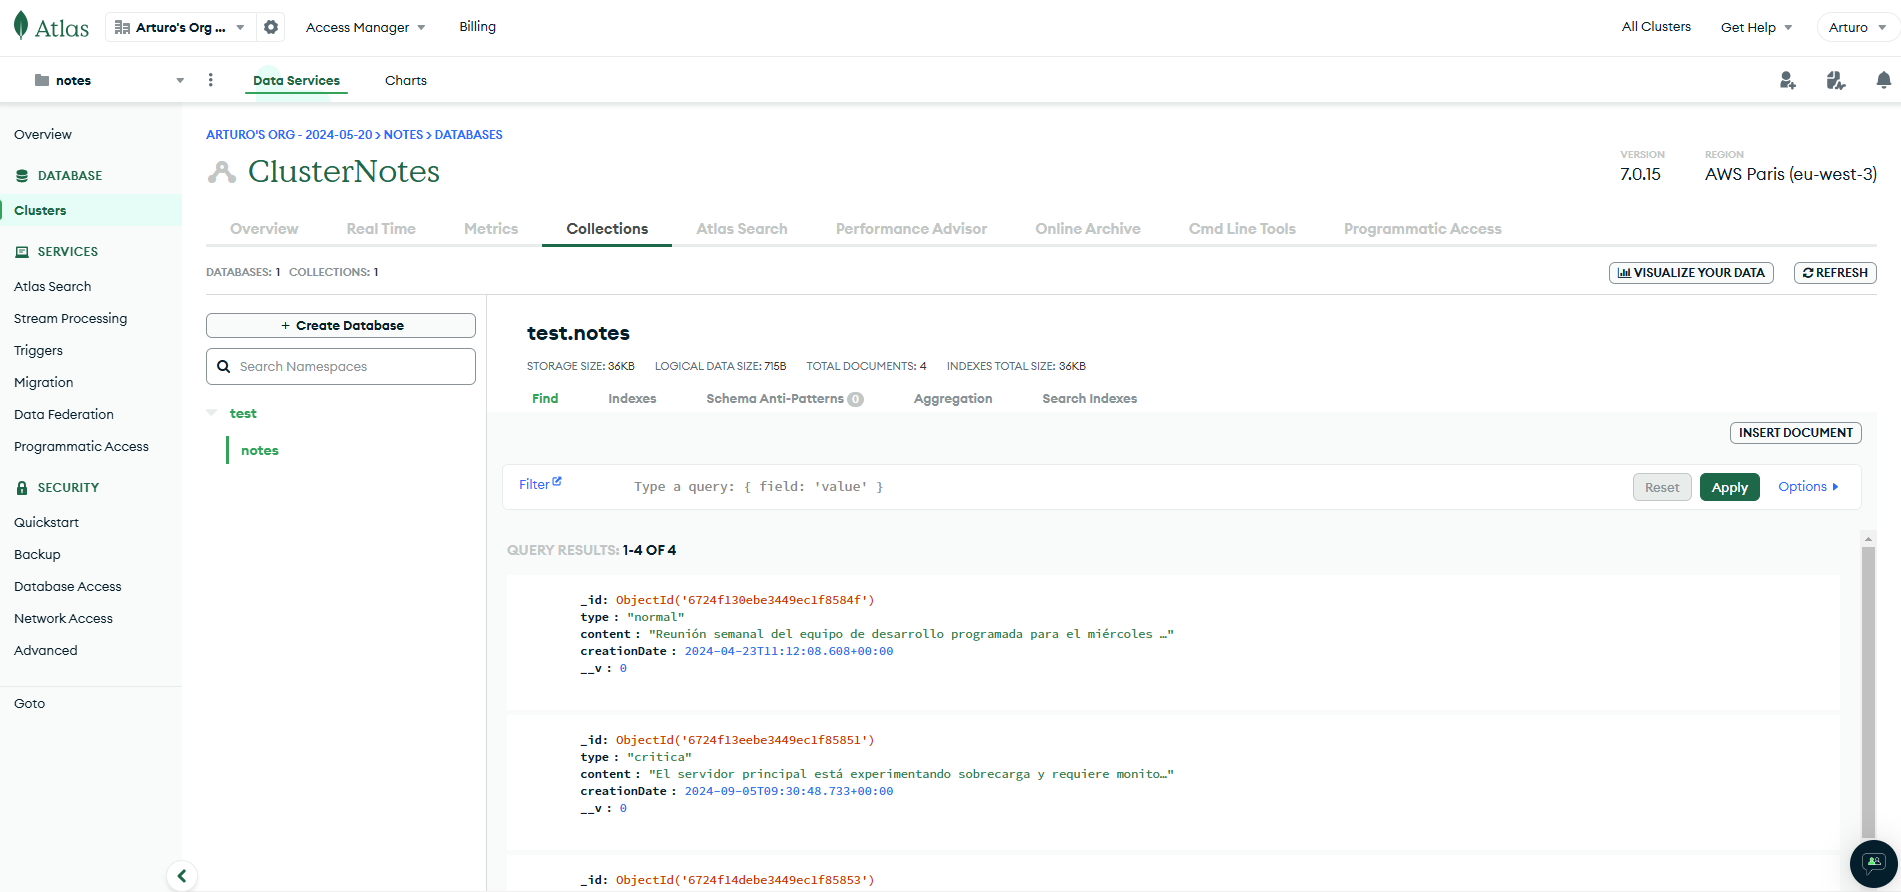 Atlas
Arturo's Org ...
Access Manager
Billing
All Clusters
Get Help
Arturo
notes
Data Services
Charts
Overview
DATABASE
Clusters
SERVICES
Atlas Search
Stream Processing
Triggers
Migration
Data Federation
Programmatic Access
SECURITY
Quickstart
Backup
Database Access
Network Access
Advanced
Goto
ARTURO'S ORG - 2024-05-20 > NOTES > DATABASES
ClusterNotes
VERSION
7.0.15
REGION
AWS Paris (eu-west-3)
Overview
Real Time
Metrics
Collections
Atlas Search
Performance Advisor
Online Archive
Cmd Line Tools
Programmatic Access
DATABASES: 1 COLLECTIONS: 1
VISUALIZE YOUR DATA
REFRESH
+ Create Database
Search Namespaces
test
notes
test.notes
STORAGE SIZE: 36KB LOGICAL DATA SIZE: 715B TOTAL DOCUMENTS: 4 INDEXES TOTAL SIZE: 36KB
Find
Indexes
Schema Anti-Patterns 0
Aggregation
Search Indexes
INSERT DOCUMENT
Filter
Type a query: { field: 'value' }
Reset
Apply
Options
QUERY RESULTS: 1-4 OF 4
_id: ObjectId('6724f130ebe3449ec1f8584f')
type : "normal"
content : "Reunión semanal del equipo de desarrollo programada para el miércoles …"
creationDate : 2024-04-23T11:12:08.608+00:00
__v : 0
_id: ObjectId('6724f13eebe3449ec1f85851')
type : "critica"
content : "El servidor principal está experimentando sobrecarga y requiere monito…"
creationDate : 2024-09-05T09:30:48.733+00:00
__v : 0
_id: ObjectId('6724f14debe3449ec1f85853')